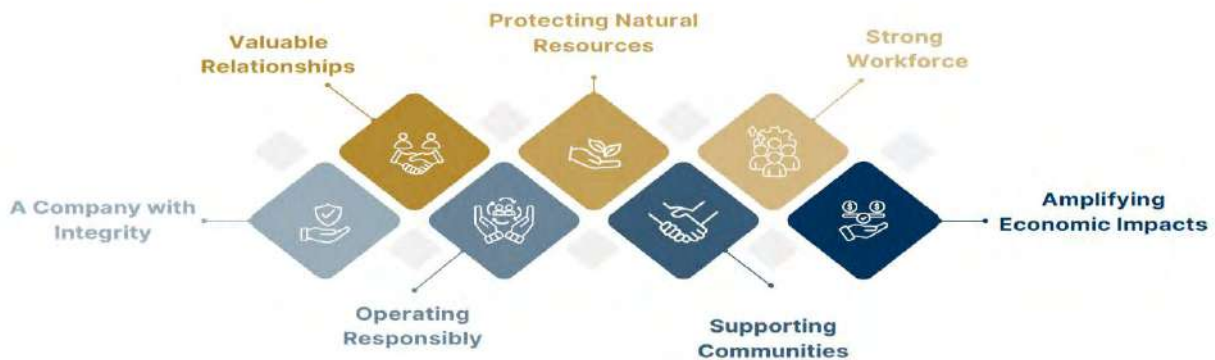 Protecting Natural
Resources
Valuable
Relationships
Strong
Workforce
A Company with
Integrity
Amplifying
Economic Impacts
Operating
Responsibly
Supporting
Communities
$ $